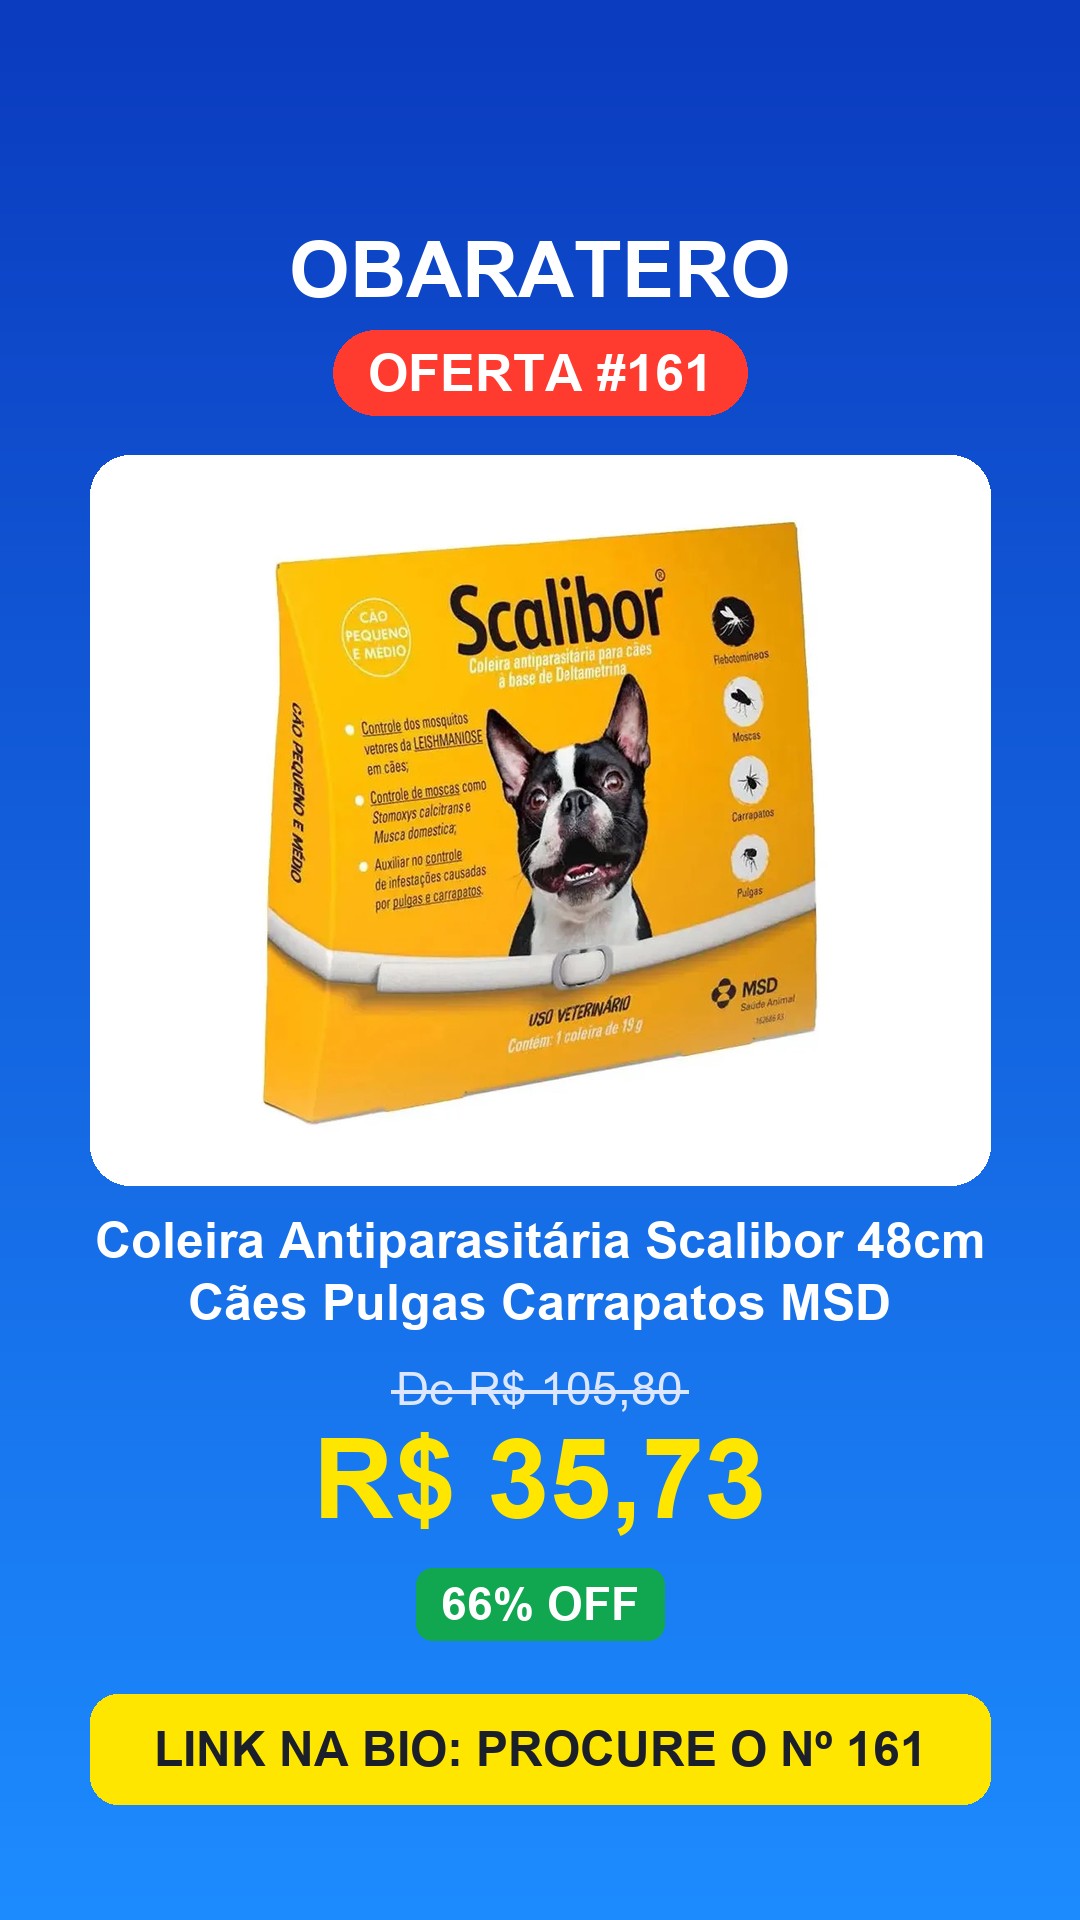 OBARATERO
OFERTA #161
CÃO
PEQUENO
E MÉDIO
Scalibor®
Coleira antiparasitária para cães
à base de Deltametrina
CÃO PEQUENO E MÉDIO
Controle dos mosquitos
vetores da LEISHMANIOSE
em cães;
Controle de moscas como
Stomoxys calcitrans e
Musca domestica;
Auxiliar no controle
de infestações causadas
por pulgas e carrapatos.
Flebotomíneos
Moscas
Carrapatos
Pulgas
USO VETERINÁRIO
Contém: 1 coleira de 19 g
MSD
Saúde Animal
Coleira Antiparasitária Scalibor 48cm
Cães Pulgas Carrapatos MSD
De R$ 105,80
R$ 35,73
66% OFF
LINK NA BIO: PROCURE O Nº 161